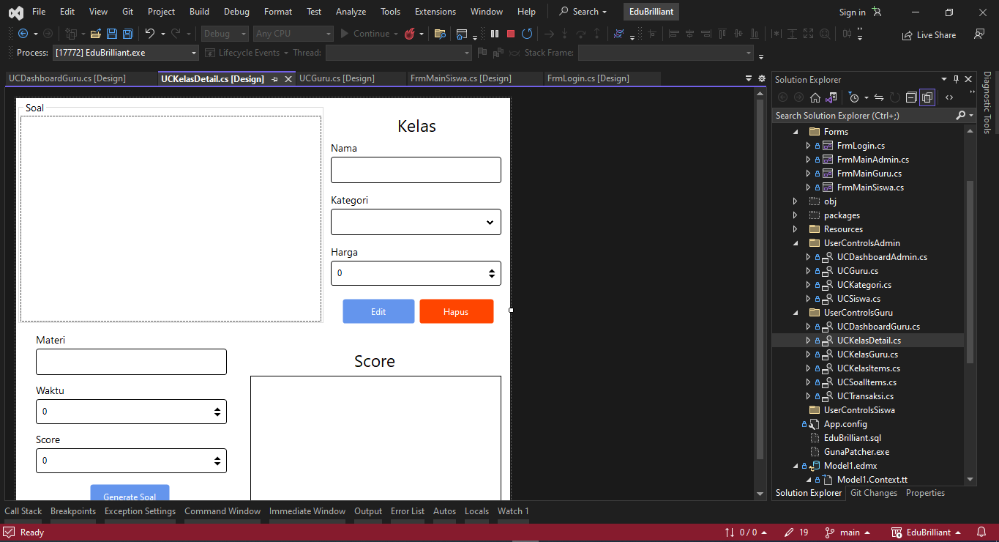 File Edit View Git Project Build Debug Format Test Analyze Tools Extensions Window Help Search EduBrilliant Sign in
Debug Any CPU Continue Live Share
Process: [17772] EduBrilliant.exe Lifecycle Events Thread: Stack Frame:
UCDashboardGuru.cs [Design] UCKelasDetail.cs [Design] UCGuru.cs [Design] FrmMainSiswa.cs [Design] FrmLogin.cs [Design]
Soal
Kelas
Nama
Kategori
Harga
0
Edit Hapus
Materi
Waktu
0
Score
0
Generate Soal
Score
Solution Explorer
Search Solution Explorer (Ctrl+;)
Forms
FrmLogin.cs
FrmMainAdmin.cs
FrmMainGuru.cs
FrmMainSiswa.cs
obj
packages
Resources
UserControlsAdmin
UCDashboardAdmin.cs
UCGuru.cs
UCKategori.cs
UCSiswa.cs
UserControlsGuru
UCDashboardGuru.cs
UCKelasDetail.cs
UCKelasGuru.cs
UCKelasItems.cs
UCSoalItems.cs
UCTransaksi.cs
UserControlsSiswa
App.config
EduBrilliant.sql
GunaPatcher.exe
Model1.edmx
Model1.Context.tt
Solution Explorer Git Changes Properties
Diagnostic Tools
Call Stack Breakpoints Exception Settings Command Window Immediate Window Output Error List Autos Locals Watch 1
Ready 0 / 0 19 main EduBrilliant